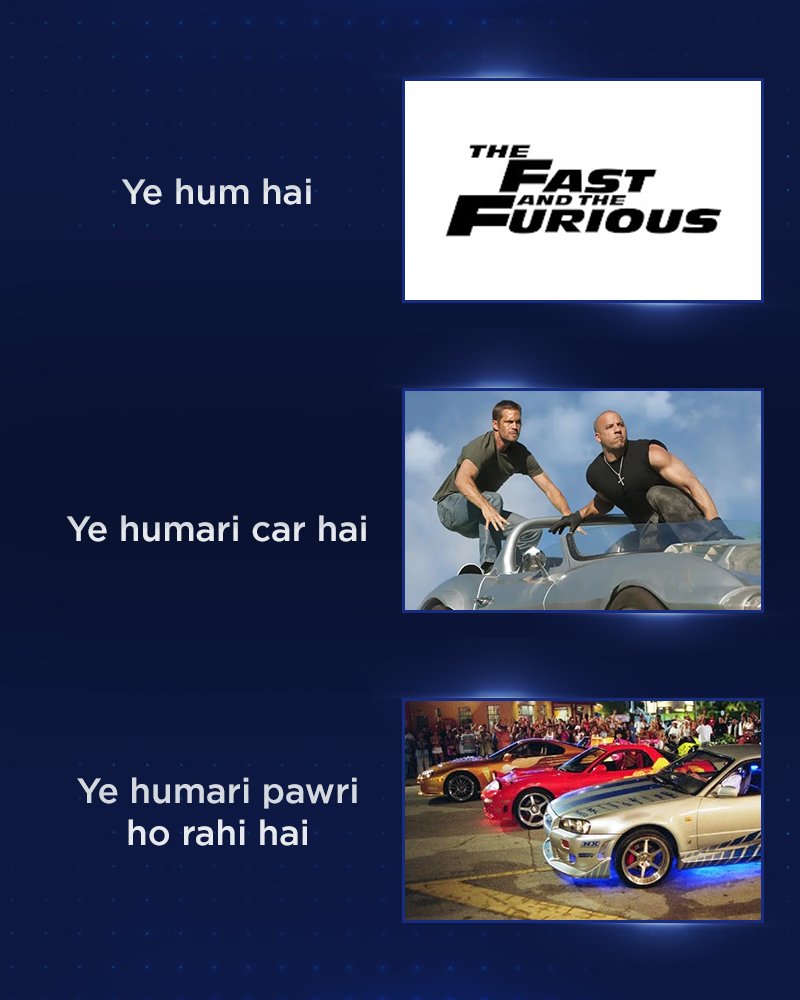 Ye hum hai
THE
FAST
AND THE
FURIOUS
Ye humari car hai
Ye humari pawri
ho rahi hai